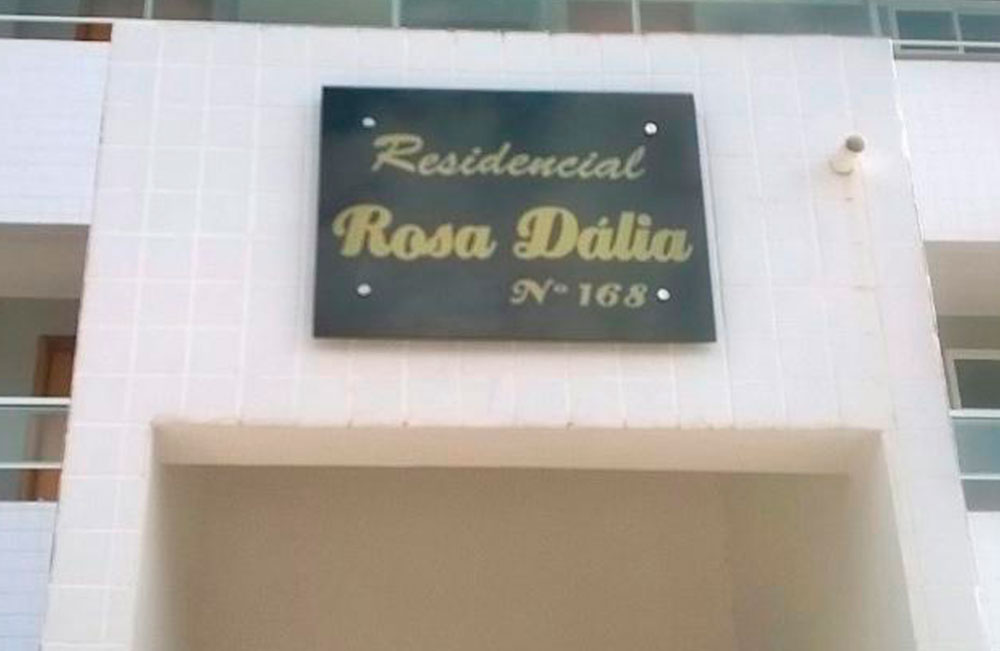 Residencial
Rosa Dália
Nº 168